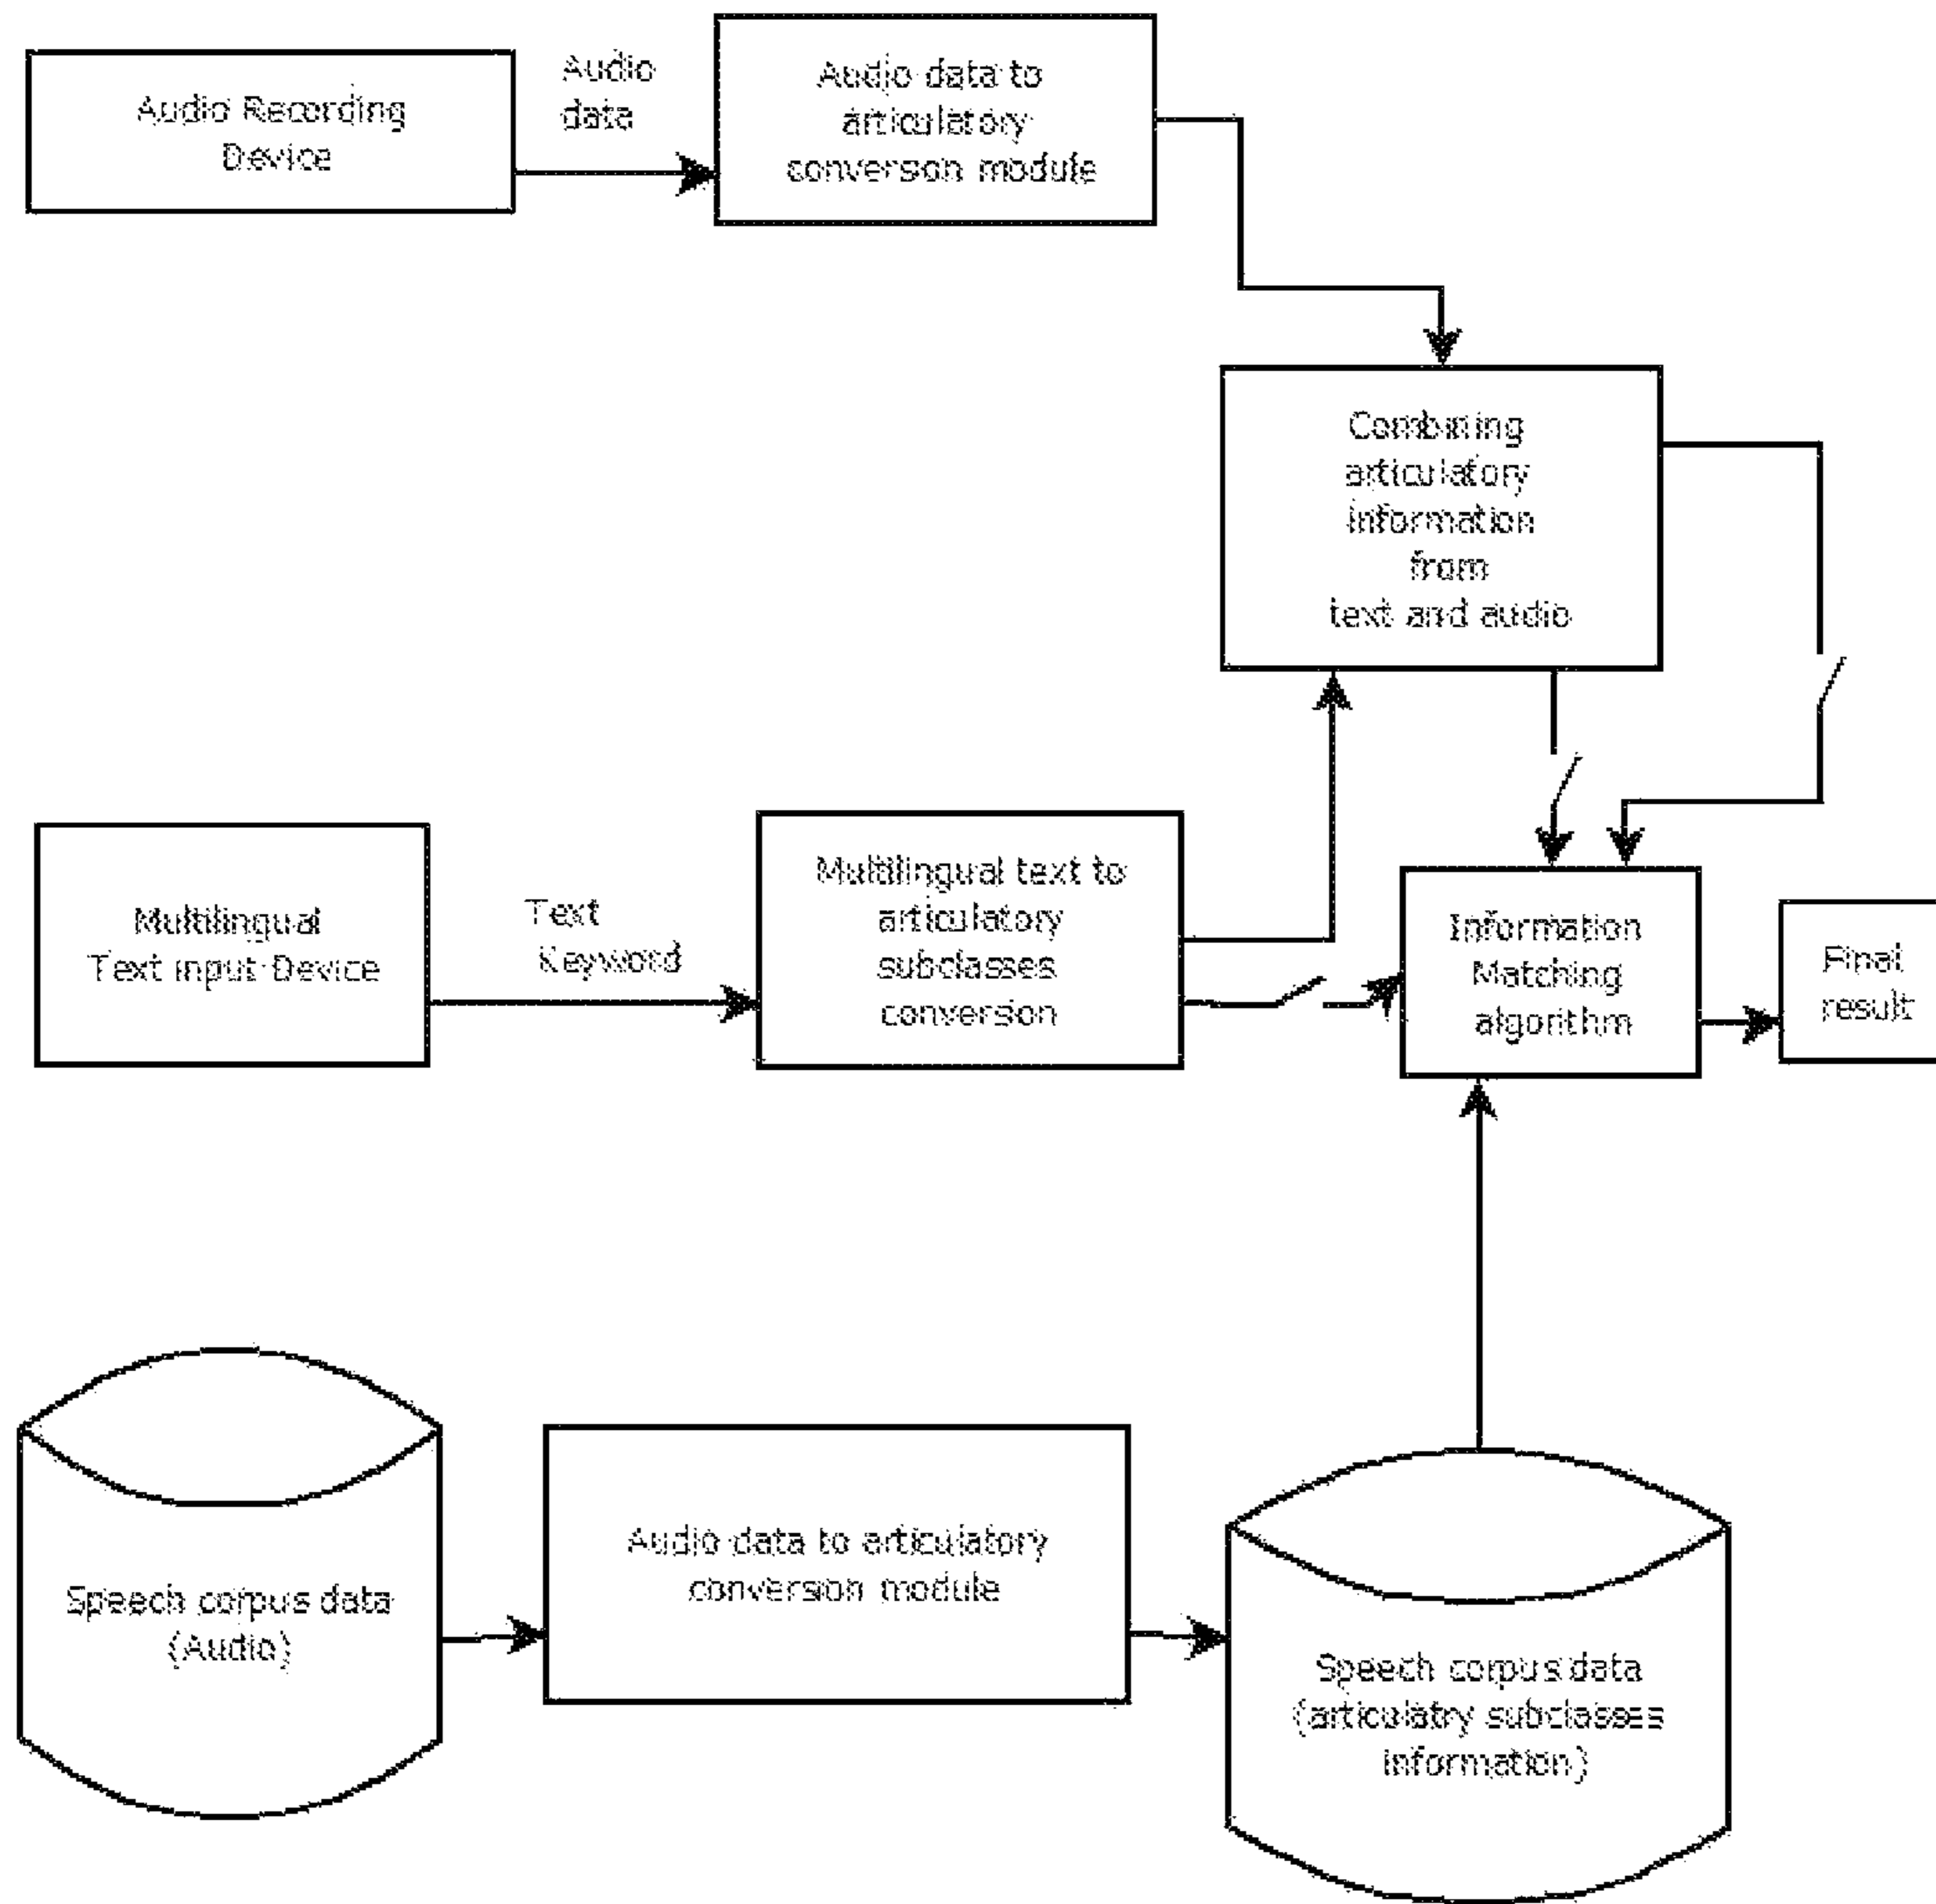 Audio Recording
Device
Audio
data
Audio data to
articulatory
conversion module
Combining
articulatory
information
from
text and audio
Multilingual
Text input Device
Text
Keyword
Multilingual text to
articulatory
subclasses
conversion
Information
Matching
algorithm
Final
result
Speech corpus data
(Audio)
Audio data to articulatory
conversion module
Speech corpus data
(articulatry subclasses
information)